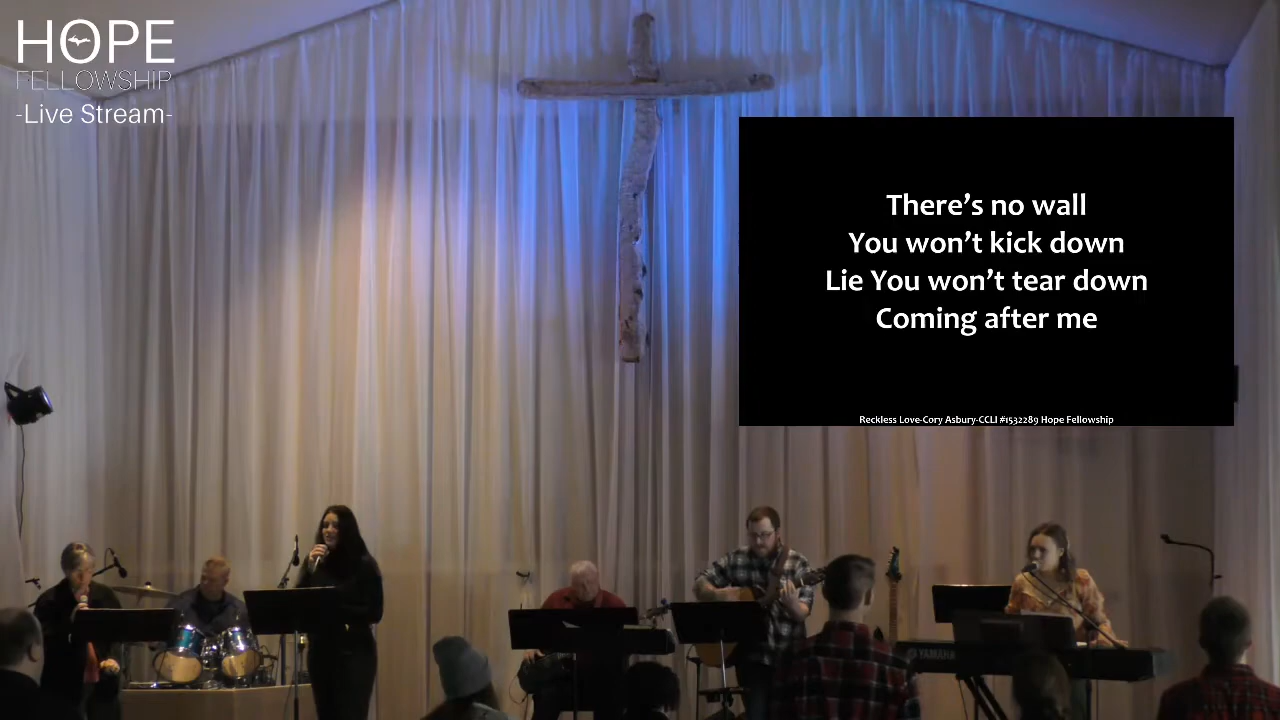 HOPE
FELLOWSHIP
-Live Stream-
There's no wall
You won't kick down
Lie You won't tear down
Coming after me
Reckless Love-Cory Asbury-CCLI #1532289 Hope Fellowship
YAMAHA